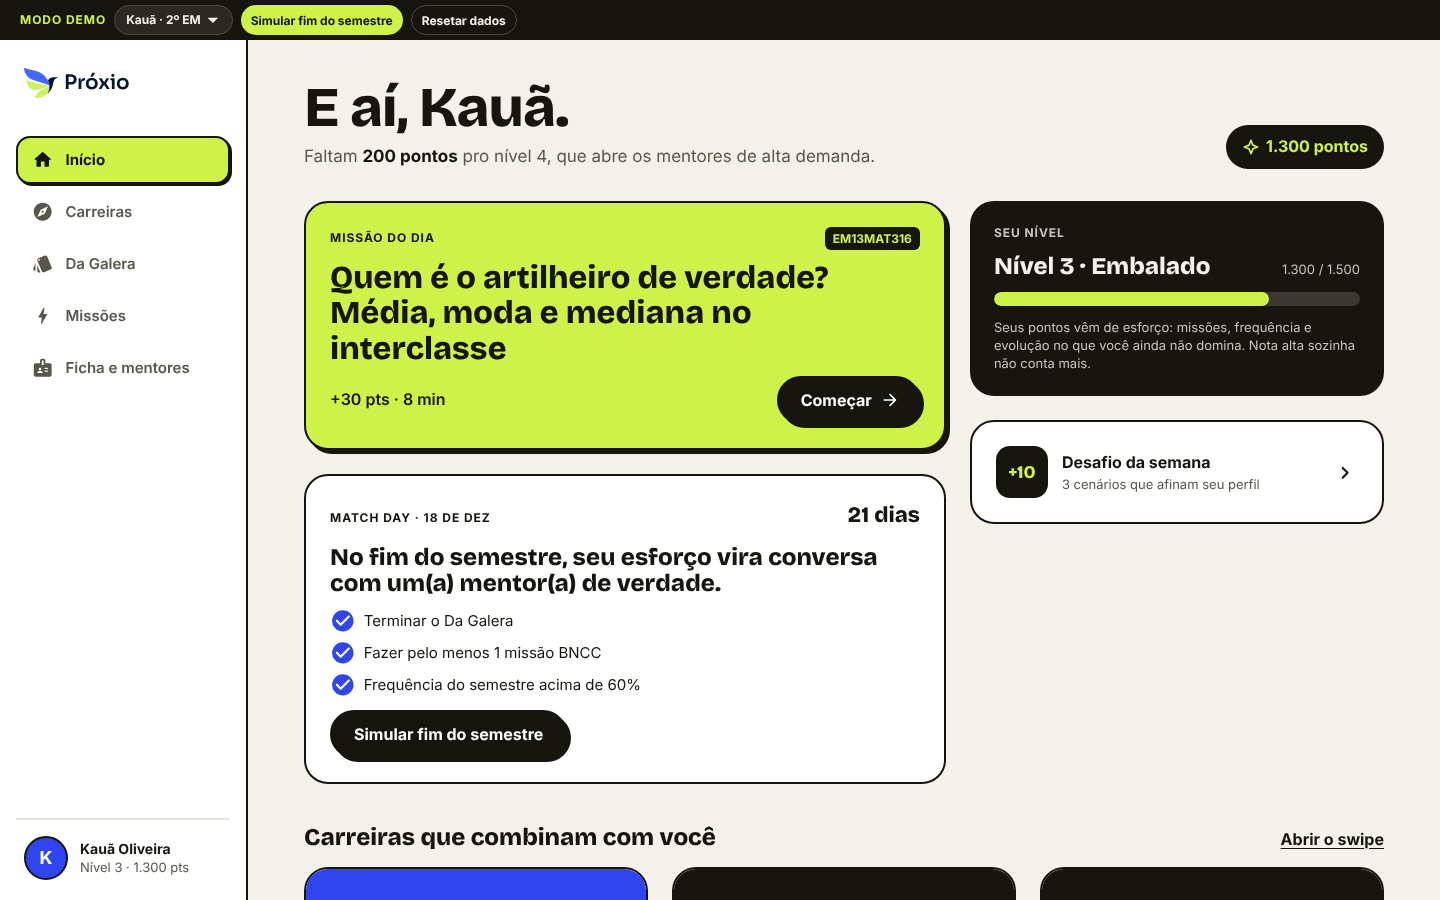 MODO DEMO
Kauã · 2º EM
Simular fim do semestre
Resetar dados
Próxio
Início
Carreiras
Da Galera
Missões
Ficha e mentores
K
Kauã Oliveira
Nível 3 · 1.300 pts
E aí, Kauã.
Faltam 200 pontos pro nível 4, que abre os mentores de alta demanda.
1.300 pontos
MISSÃO DO DIA
EM13MAT316
Quem é o artilheiro de verdade?
Média, moda e mediana no
interclasse
+30 pts · 8 min
Começar
SEU NÍVEL
Nível 3 · Embalado
1.300 / 1.500
Seus pontos vêm de esforço: missões, frequência e
evolução no que você ainda não domina. Nota alta sozinha
não conta mais.
+10
Desafio da semana
3 cenários que afinam seu perfil
MATCH DAY · 18 DE DEZ
21 dias
No fim do semestre, seu esforço vira conversa
com um(a) mentor(a) de verdade.
Terminar o Da Galera
Fazer pelo menos 1 missão BNCC
Frequência do semestre acima de 60%
Simular fim do semestre
Carreiras que combinam com você
Abrir o swipe